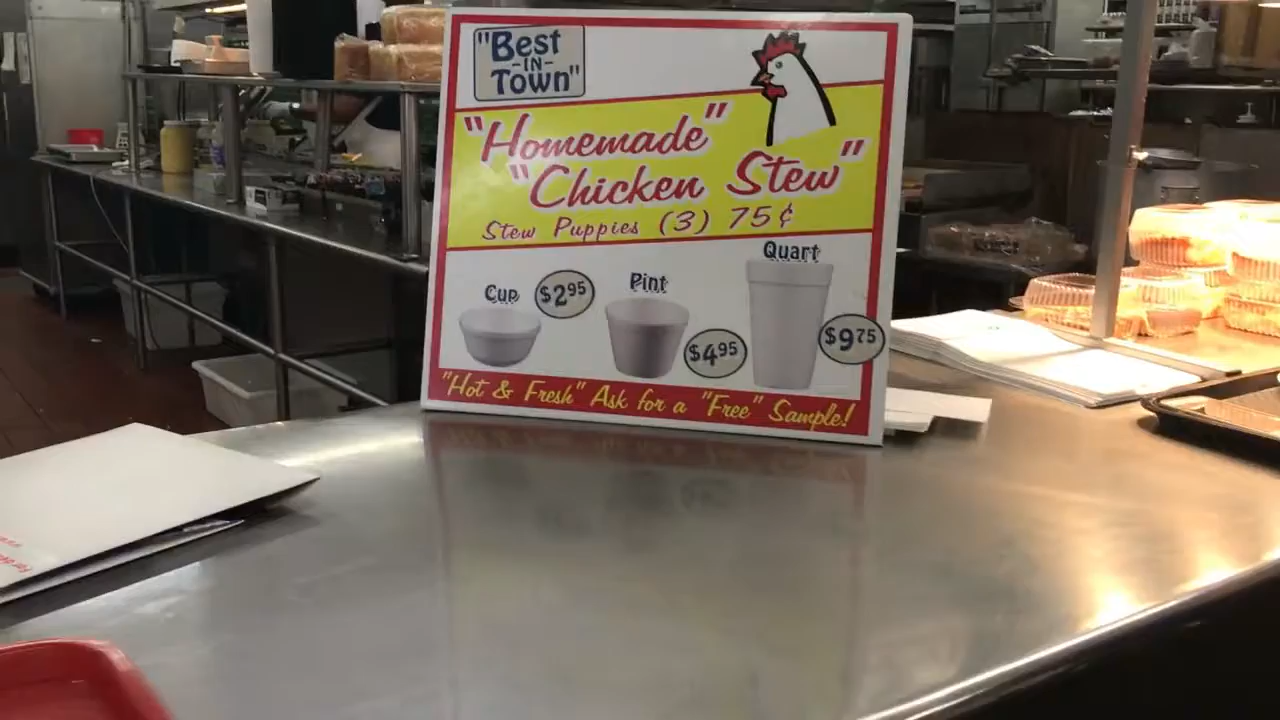 "Best
-IN-
Town"
"Homemade"
"Chicken Stew"
Stew Puppies (3) 75¢
Cup
$2.95
Pint
$4.95
Quart
$9.75
"Hot & Fresh" Ask for a "Free" Sample!